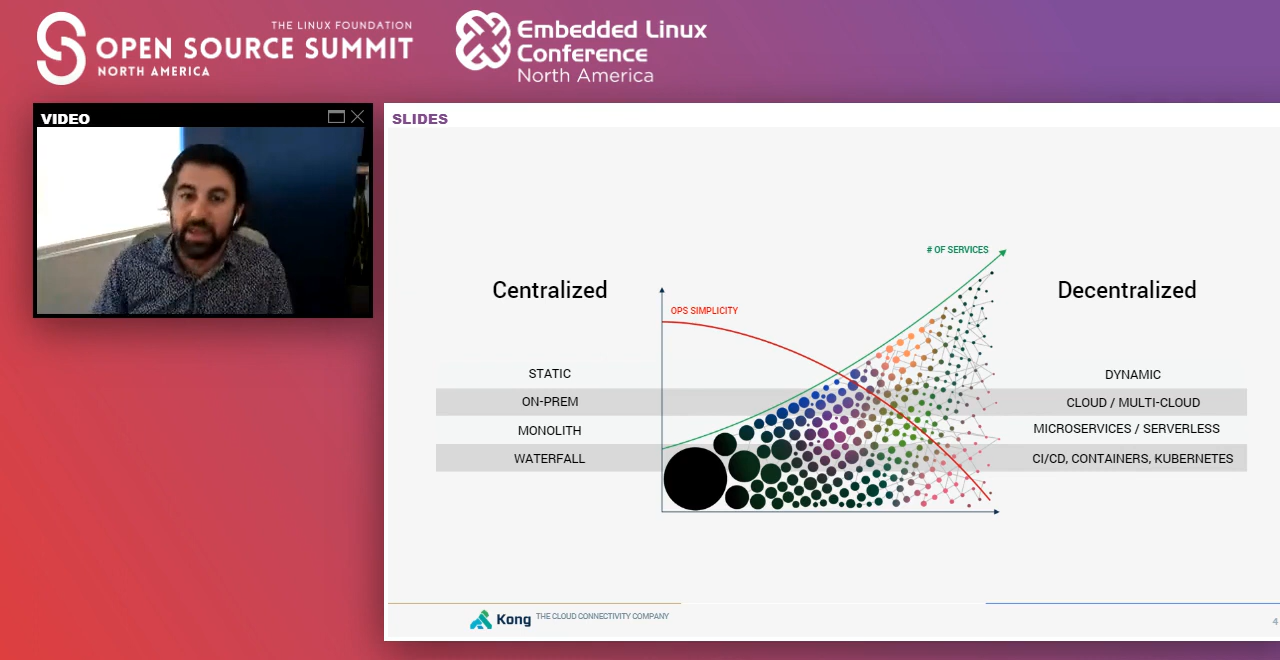 THE LINUX FOUNDATION
OPEN SOURCE SUMMIT
NORTH AMERICA
Embedded Linux
Conference
North America
VIDEO
SLIDES
# OF SERVICES
Centralized
Decentralized
OPS SIMPLICITY
STATIC
DYNAMIC
ON-PREM
CLOUD / MULTI-CLOUD
MONOLITH
MICROSERVICES / SERVERLESS
WATERFALL
CI/CD, CONTAINERS, KUBERNETES
Kong THE CLOUD CONNECTIVITY COMPANY
4